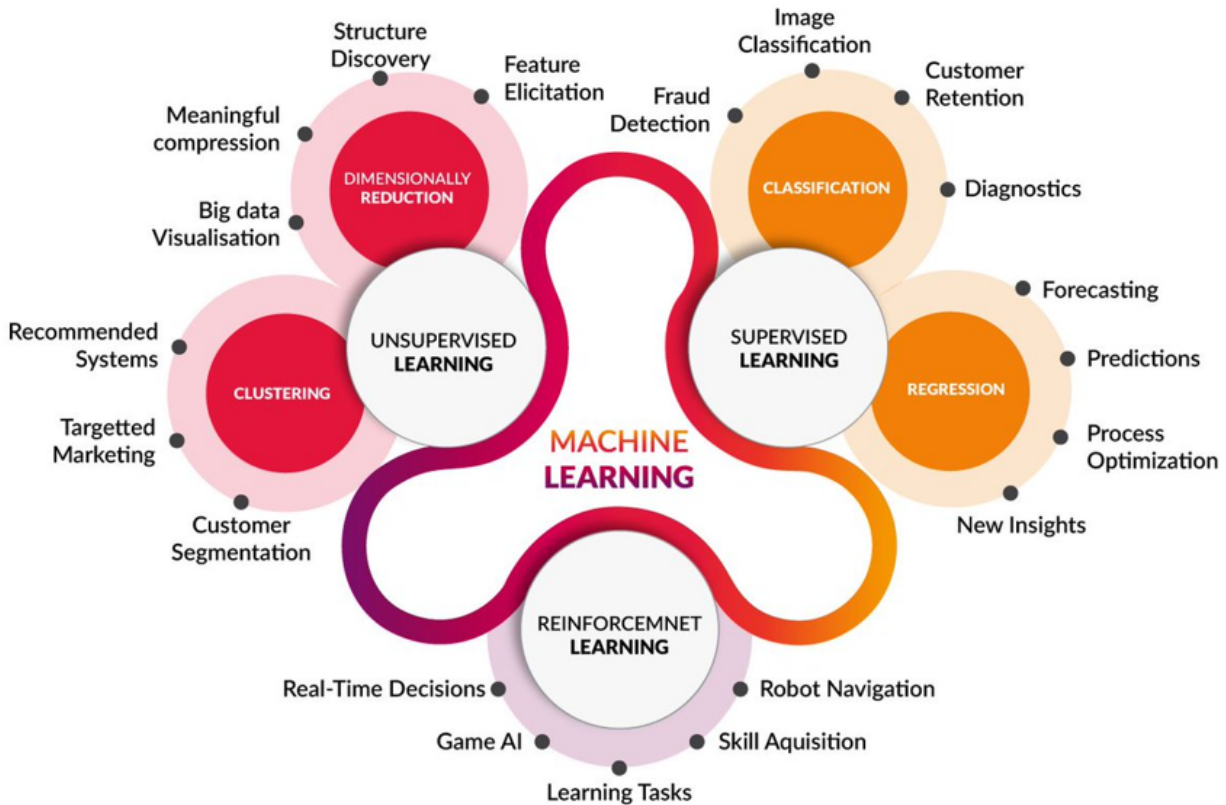 Structure
Discovery
Feature
Elicitation
Meaningful
compression
Big data
Visualisation
DIMENSIONALLY
REDUCTION
Recommended
Systems
Targetted
Marketing
Customer
Segmentation
CLUSTERING
UNSUPERVISED
LEARNING
Image
Classification
Fraud
Detection
Customer
Retention
Diagnostics
CLASSIFICATION
SUPERVISED
LEARNING
Forecasting
Predictions
Process
Optimization
New Insights
REGRESSION
MACHINE
LEARNING
REINFORCEMNET
LEARNING
Real-Time Decisions
Game AI
Learning Tasks
Skill Aquisition
Robot Navigation